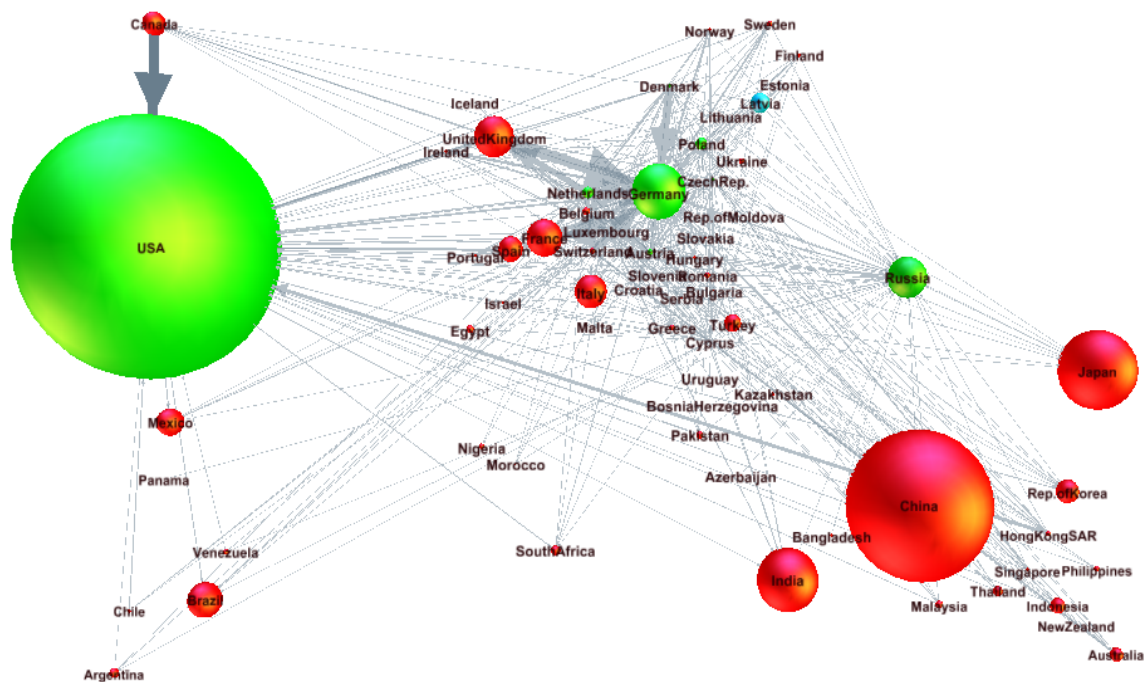 Canada
Sweden
Norway
Finland
Denmark
Estonia
Iceland
Latvia
Lithuania
UnitedKingdom
Poland
Ireland
Ukraine
CzechRep.
Netherlands
Germany
Belgium
Rep.ofMoldova
Luxembourg
France
Slovakia
USA
Spain
Switzerland
Austria
Portugal
Hungary
Slovenia
Romania
Russia
Croatia
Italy
Bulgaria
Serbia
Israel
Egypt
Malta
Greece
Turkey
Cyprus
Japan
Uruguay
Kazakhstan
BosniaHerzegovina
Mexico
Pakistan
Nigeria
Morocco
Panama
Azerbaijan
Rep.ofKorea
China
Bangladesh
HongKongSAR
Venezuela
SouthAfrica
Singapore
Philippines
India
Thailand
Brazil
Chile
Malaysia
Indonesia
NewZealand
Argentina
Australia